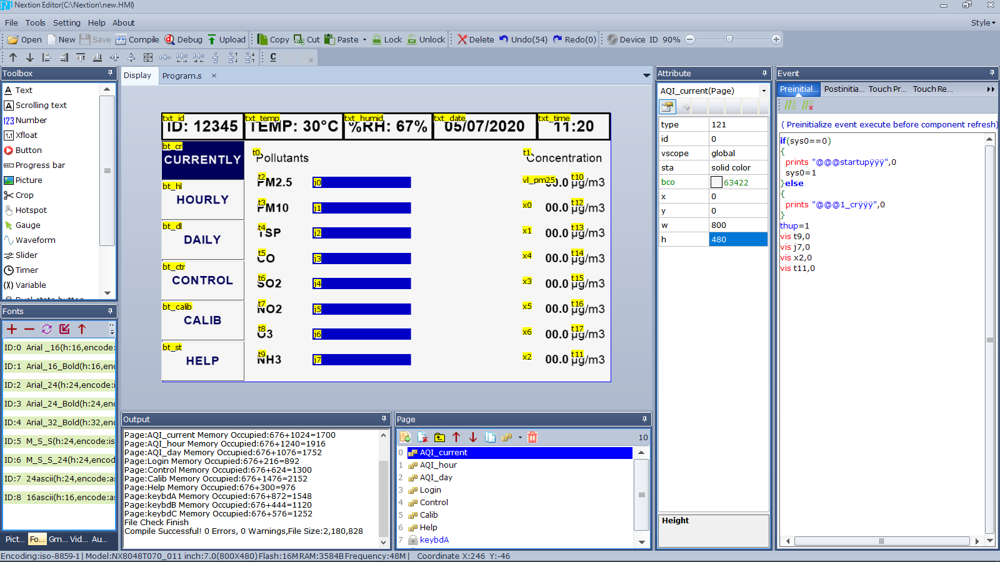 Nextion Editor(C:\Nextion\new.HMI)
File Tools Setting Help About
Style
Open New Save Compile Debug Upload Copy Cut Paste Lock Unlock Delete Undo(54) Redo(0) Device ID 90%
C
Toolbox
Text
Scrolling text
Number
Xfloat
Button
Progress bar
Picture
Crop
Hotspot
Gauge
Waveform
Slider
Timer
Variable
Fonts
ID:0 Arial _16(h:16,encode:
ID:1 Arial_16_Bold(h:16,enc
ID:2 Arial_24(h:24,encode:i
ID:3 Arial_24_Bold(h:24,enc
ID:4 Arial_32_Bold(h:32,enc
ID:5 M_S_S(h:24,encode:is
ID:6 M_S_S_24(h:24,encod
ID:7 24ascii(h:24,encode:as
ID:8 16ascii(h:16,encode:as
Pict... Fo... Gm... Vid... Au...
Display Program.s
txt_id txt_temp txt_humid txt_date txt_time
ID: 12345 TEMP: 30°C %RH: 67% 05/07/2020 11:20
bt_cr
CURRENTLY
bt_hl
HOURLY
bt_dl
DAILY
bt_ctr
CONTROL
bt_calib
CALIB
bt_st
HELP
t0 Pollutants t1 Concentration
t2 PM2.5 j0 vl_pm25 00.0 t10 µg/m3
t3 PM10 j1 x0 00.0 t12 µg/m3
t4 TSP j2 x1 00.0 t13 µg/m3
t5 CO j3 x4 00.0 t14 µg/m3
t6 SO2 j4 x3 00.0 t15 µg/m3
t7 NO2 j5 x5 00.0 t16 µg/m3
t8 O3 j6 x6 00.0 t17 µg/m3
t9 NH3 j7 x2 00.0 t11 µg/m3
Output
Page:AQI_current Memory Occupied:676+1024=1700
Page:AQI_hour Memory Occupied:676+1240=1916
Page:AQI_day Memory Occupied:676+1076=1752
Page:Login Memory Occupied:676+216=892
Page:Control Memory Occupied:676+624=1300
Page:Calib Memory Occupied:676+1476=2152
Page:Help Memory Occupied:676+300=976
Page:keybdA Memory Occupied:676+872=1548
Page:keybdB Memory Occupied:676+444=1120
Page:keybdC Memory Occupied:676+576=1252
File Check Finish
Compile Successful! 0 Errors, 0 Warnings,File Size:2,180,828
Page
10
0 AQI_current
1 AQI_hour
2 AQI_day
3 Login
4 Control
5 Calib
6 Help
7 keybdA
Attribute
AQI_current(Page)
type 121
id 0
vscope global
sta solid color
bco 63422
x 0
y 0
w 800
h 480
Height
Event
Preinitial... Postinitia... Touch Pr... Touch Re...
( Preinitialize event execute before component refresh)
if(sys0==0)
{
prints "@@@startupÿÿÿ",0
sys0=1
}else
{
prints "@@@1_crÿÿÿ",0
}
thup=1
vis t9,0
vis j7,0
vis x2,0
vis t11,0
Encoding:iso-8859-1 | Model:NX8048T070_011 inch:7.0(800X480) Flash:16M RAM:3584B Frequency:48M | Coordinate X:246 Y:-46